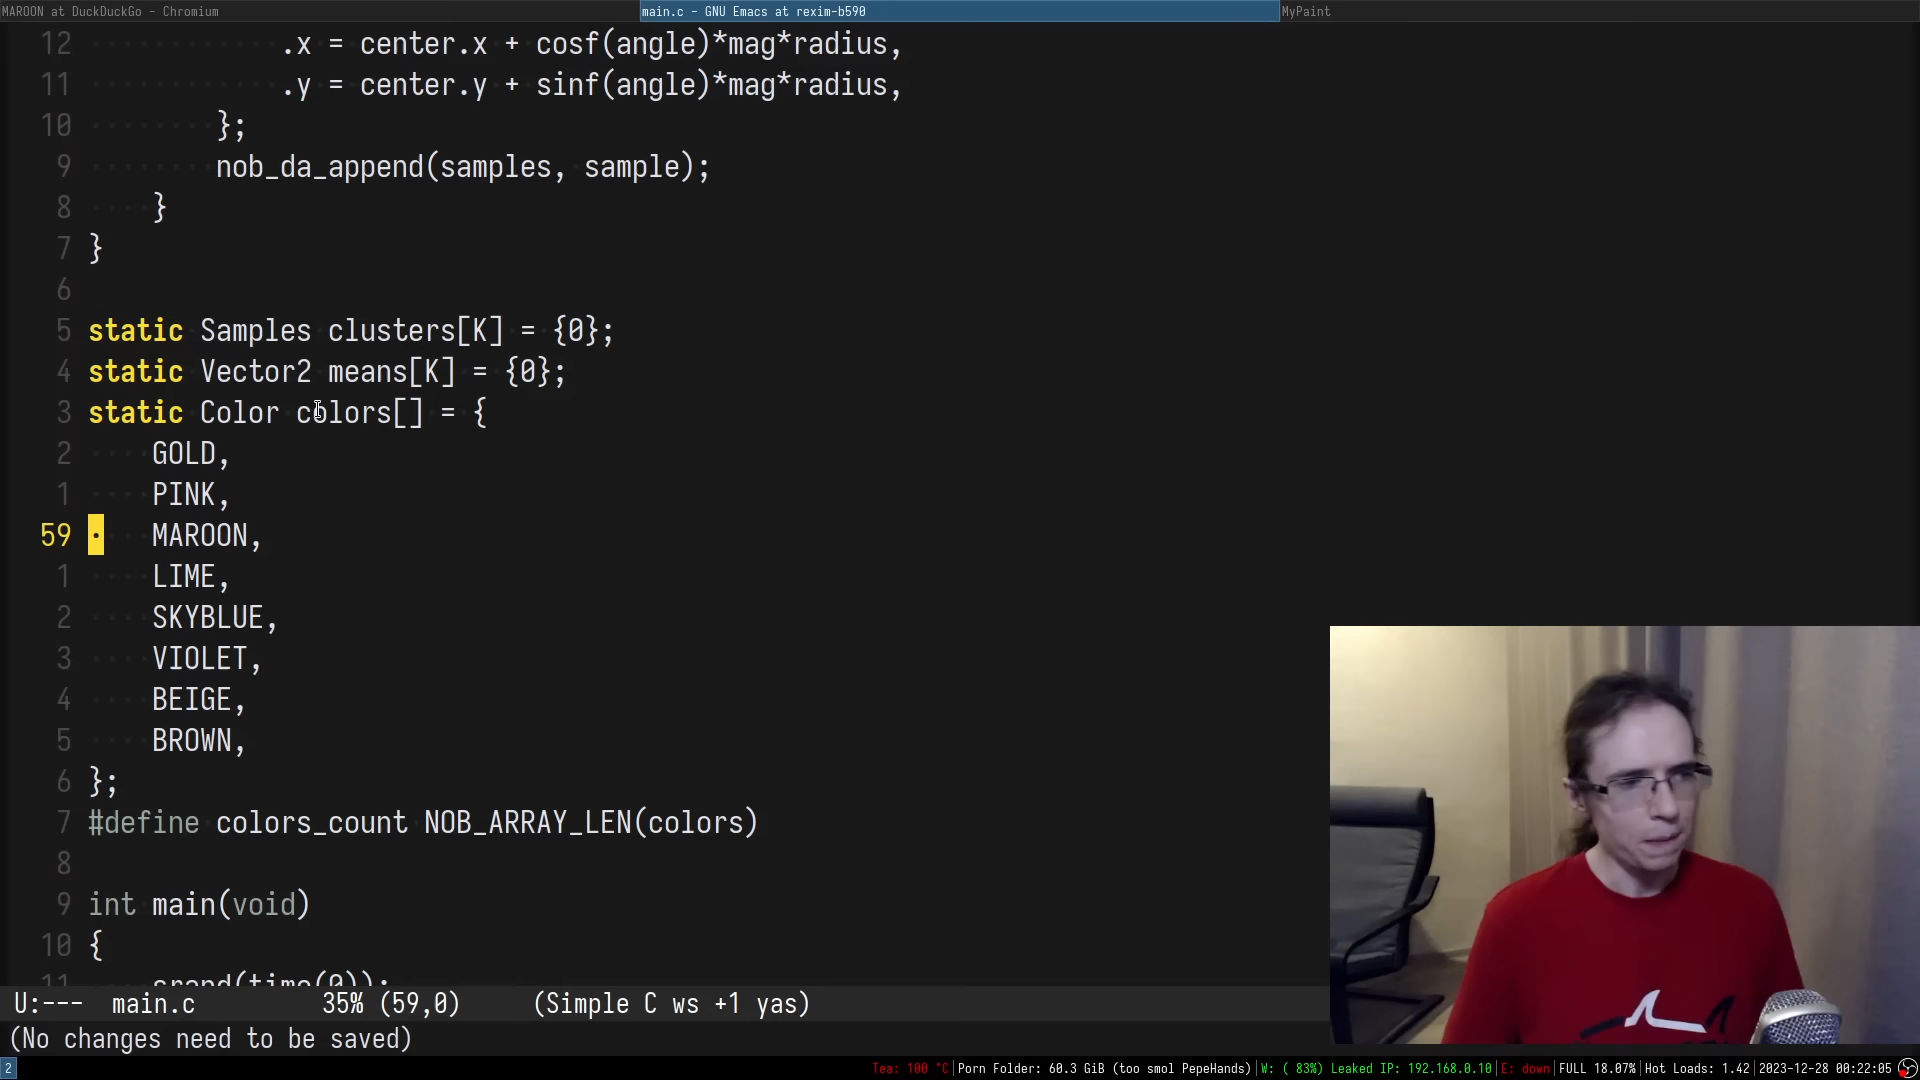 MAROON at DuckDuckGo - Chromium
main.c - GNU Emacs at rexim-b590
MyPaint
12 .x = center.x + cosf(angle)*mag*radius,
11 .y = center.y + sinf(angle)*mag*radius,
10 };
9 nob_da_append(samples, sample);
8 }
7 }
6
5 static Samples clusters[K] = {0};
4 static Vector2 means[K] = {0};
3 static Color colors[] = {
2 GOLD,
1 PINK,
59 MAROON,
1 LIME,
2 SKYBLUE,
3 VIOLET,
4 BEIGE,
5 BROWN,
6 };
7 #define colors_count NOB_ARRAY_LEN(colors)
8
9 int main(void)
10 {
11 srand(time(0));
U:--- main.c 35% (59,0) (Simple C ws +1 yas)
(No changes need to be saved)
2
Tea: 100 °C|Porn Folder: 60.3 GiB (too smol PepeHands)|W: ( 83%) Leaked IP: 192.168.0.10|E: down|FULL 18.07%|Hot Loads: 1.42|2023-12-28 00:22:05